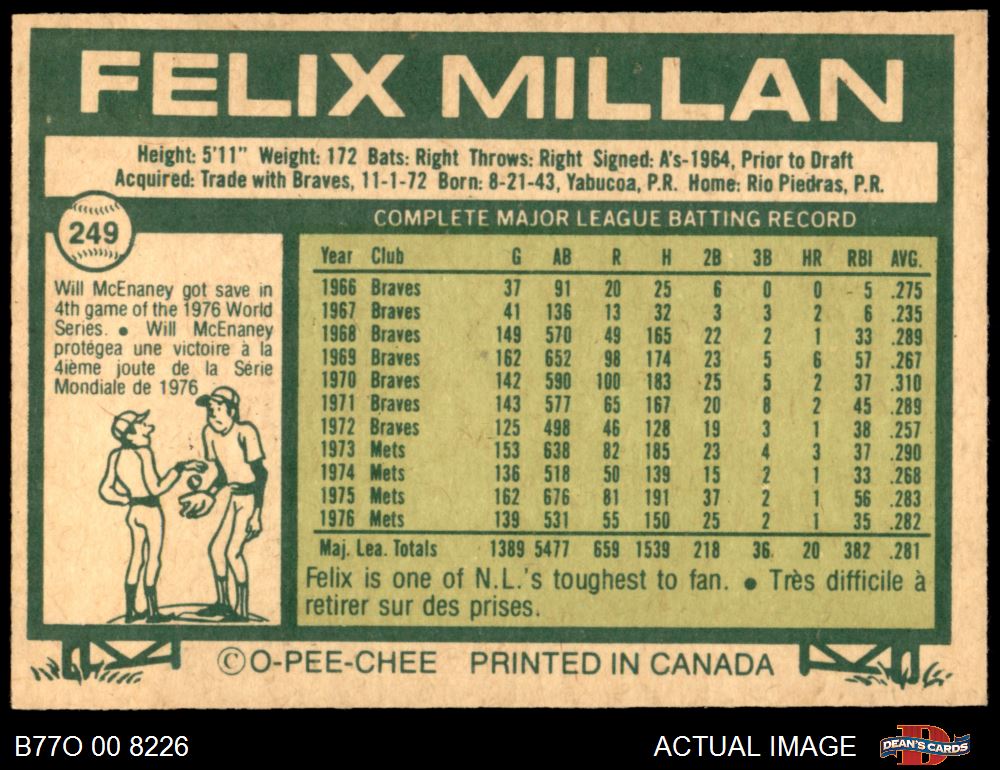 FELIX MILLAN
Height: 5'11" Weight: 172 Bats: Right Throws: Right Signed: A's-1964, Prior to Draft
Acquired: Trade with Braves, 11-1-72 Born: 8-21-43, Yabucoa, P.R. Home: Rio Piedras, P.R.
249
Will McEnaney got save in
4th game of the 1976 World
Series. ● Will McEnaney
protégea une victoire à la
4ième joute de la Série
Mondiale de 1976
COMPLETE MAJOR LEAGUE BATTING RECORD
Year Club G AB R H 2B 3B HR RBI AVG.
1966 Braves 37 91 20 25 6 0 0 5 .275
1967 Braves 41 136 13 32 3 3 2 6 .235
1968 Braves 149 570 49 165 22 2 1 33 .289
1969 Braves 162 652 98 174 23 5 6 57 .267
1970 Braves 142 590 100 183 25 5 2 37 .310
1971 Braves 143 577 65 167 20 8 2 45 .289
1972 Braves 125 498 46 128 19 3 1 38 .257
1973 Mets 153 638 82 185 23 4 3 37 .290
1974 Mets 136 518 50 139 15 2 1 33 .268
1975 Mets 162 676 81 191 37 2 1 56 .283
1976 Mets 139 531 55 150 25 2 1 35 .282
Maj. Lea. Totals 1389 5477 659 1539 218 36 20 382 .281
Felix is one of N.L.'s toughest to fan. ● Très difficile à
retirer sur des prises.
©O-PEE-CHEE PRINTED IN CANADA
B77O 00 8226
ACTUAL IMAGE
D
DEAN'S CARDS